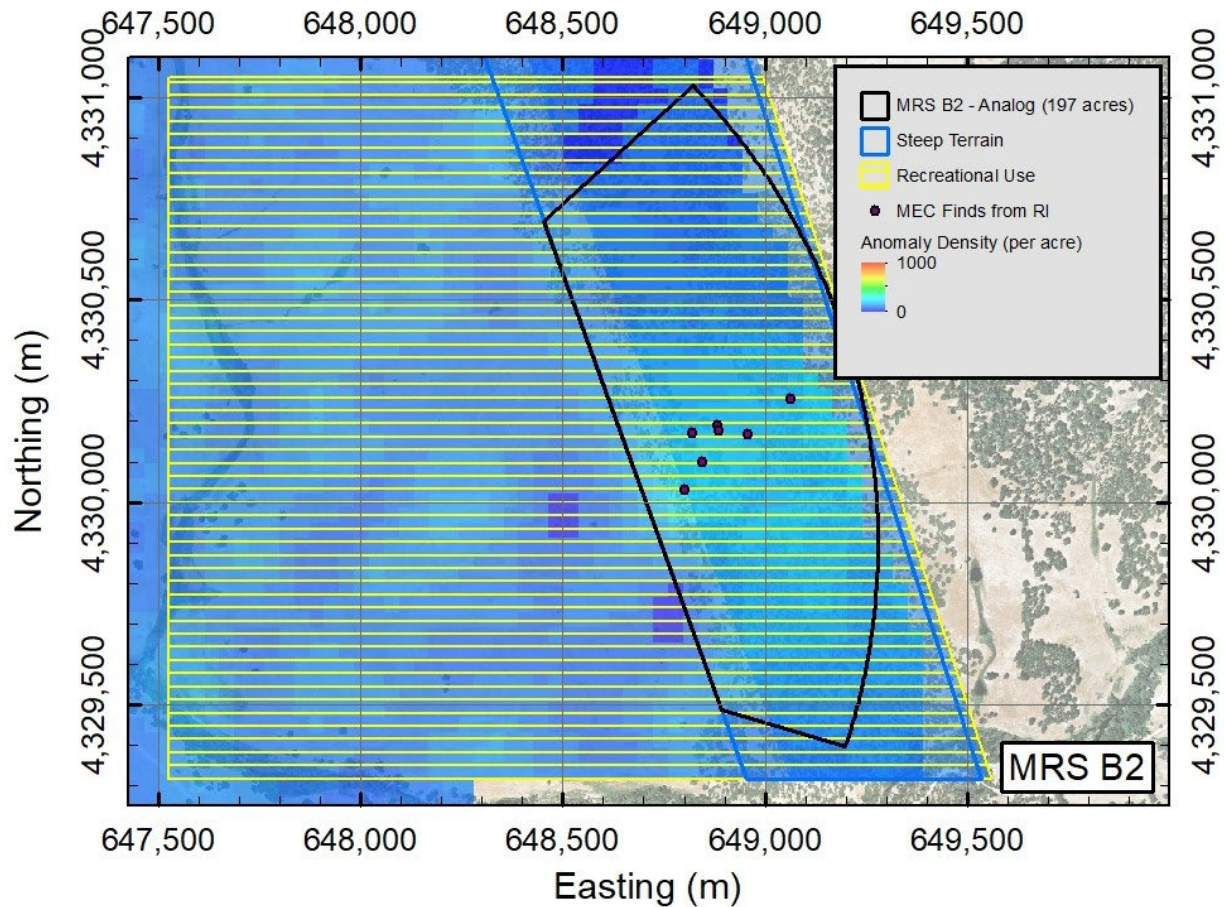 647,500 648,000 648,500 649,000 649,500
4,331,000 4,331,000
4,330,500 4,330,500
4,330,000 4,330,000
4,329,500 4,329,500
Northing (m)
MRS B2 - Analog (197 acres)
Steep Terrain
Recreational Use
MEC Finds from RI
Anomaly Density (per acre)
1000
0
MRS B2
647,500 648,000 648,500 649,000 649,500
Easting (m)